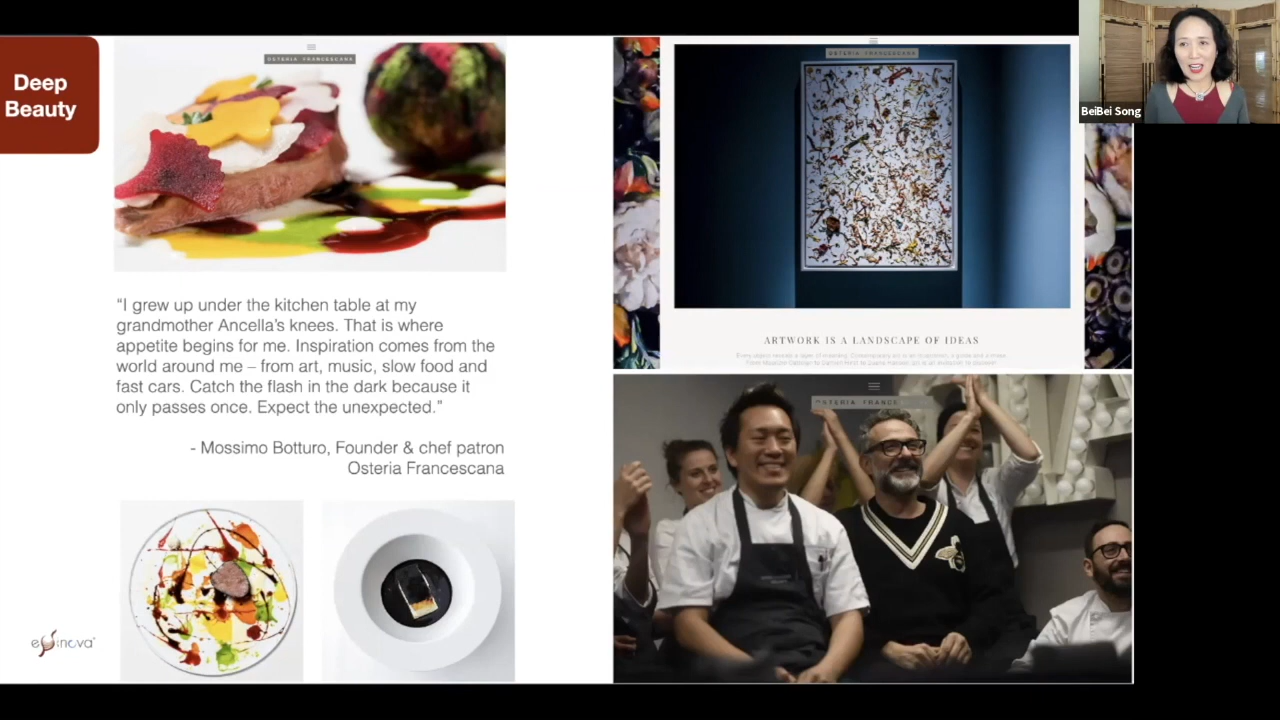 Deep
Beauty
OSTERIA FRANCESCANA
“I grew up under the kitchen table at my
grandmother Ancella’s knees. That is where
appetite begins for me. Inspiration comes from the
world around me – from art, music, slow food and
fast cars. Catch the flash in the dark because it
only passes once. Expect the unexpected.”
- Mossimo Botturo, Founder & chef patron
Osteria Francescana
OSTERIA FRANCESCANA
ARTWORK IS A LANDSCAPE OF IDEAS
OSTERIA FRANCE
BeiBei Song